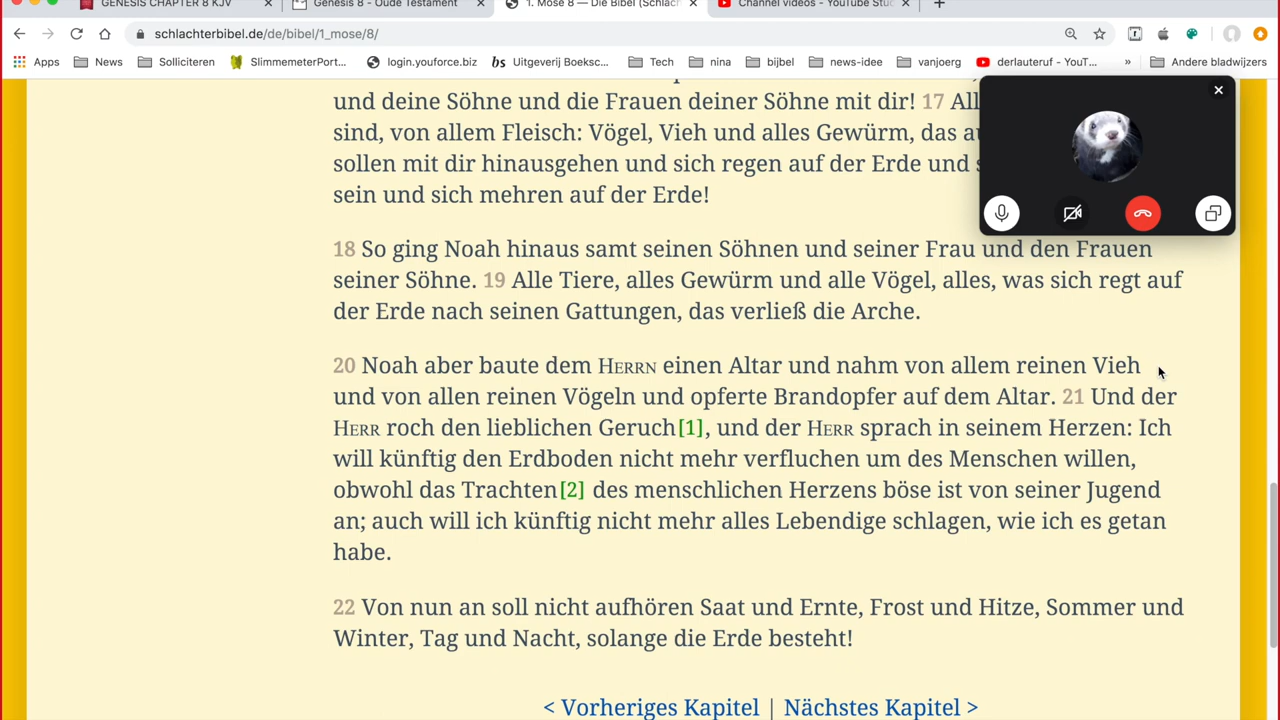 GENESIS CHAPTER 8 KJV
Genesis 8 - Oude Testament
1. Mose 8 — Die Bibel (Schlach
Channel videos - YouTube Stud
schlachterbibel.de/de/bibel/1_mose/8/
Apps
News
Solliciteren
SlimmemeterPort...
login.youforce.biz
bs Uitgeverij Boeksc...
Tech
nina
bijbel
news-idee
vanjoerg
derlauteruf - YouT...
»
Andere bladwijzers
und deine Söhne und die Frauen deiner Söhne mit dir! 17 All
sind, von allem Fleisch: Vögel, Vieh und alles Gewürm, das au
sollen mit dir hinausgehen und sich regen auf der Erde und s
sein und sich mehren auf der Erde!
18 So ging Noah hinaus samt seinen Söhnen und seiner Frau und den Frauen
seiner Söhne. 19 Alle Tiere, alles Gewürm und alle Vögel, alles, was sich regt auf
der Erde nach seinen Gattungen, das verließ die Arche.
20 Noah aber baute dem HERRN einen Altar und nahm von allem reinen Vieh
und von allen reinen Vögeln und opferte Brandopfer auf dem Altar. 21 Und der
HERR roch den lieblichen Geruch[1], und der HERR sprach in seinem Herzen: Ich
will künftig den Erdboden nicht mehr verfluchen um des Menschen willen,
obwohl das Trachten[2] des menschlichen Herzens böse ist von seiner Jugend
an; auch will ich künftig nicht mehr alles Lebendige schlagen, wie ich es getan
habe.
22 Von nun an soll nicht aufhören Saat und Ernte, Frost und Hitze, Sommer und
Winter, Tag und Nacht, solange die Erde besteht!
< Vorheriges Kapitel | Nächstes Kapitel >